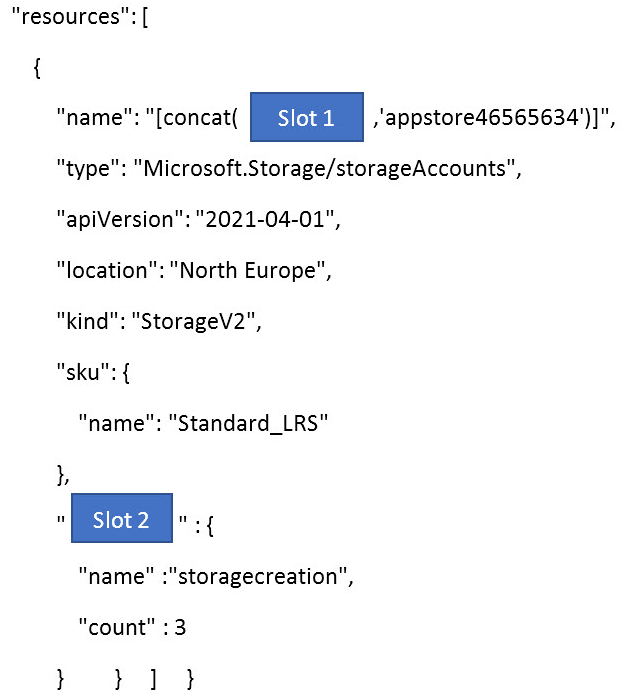 "resources": [
{
"name": "[concat( Slot 1 ,'appstore46565634')]",
"type": "Microsoft.Storage/storageAccounts",
"apiVersion": "2021-04-01",
"location": "North Europe",
"kind": "StorageV2",
"sku": {
"name": "Standard_LRS"
},
" Slot 2 " : {
"name" :"storagecreation",
"count" : 3
} } ] }